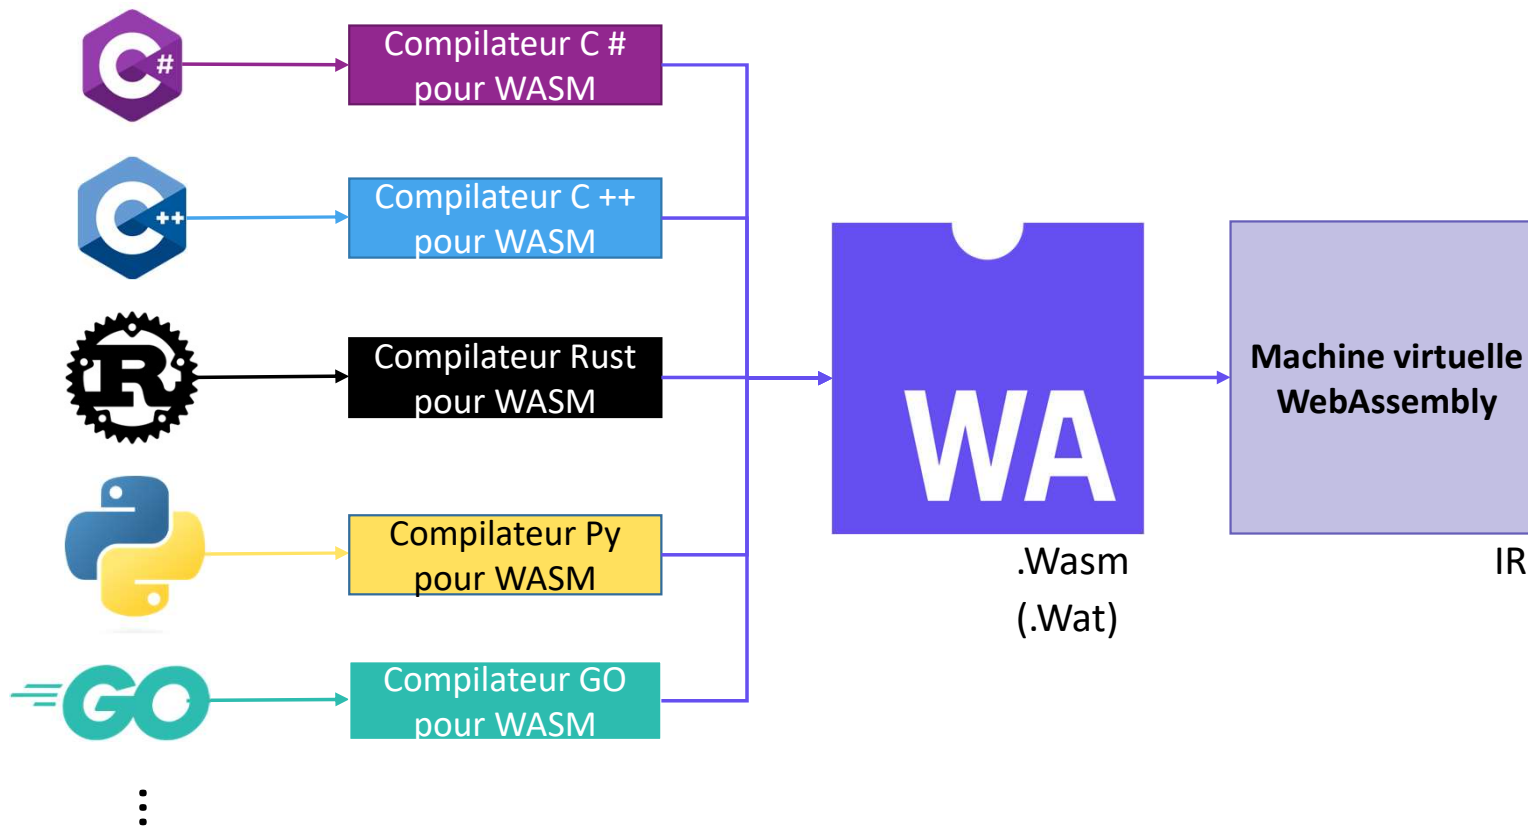 C#
Compilateur C #
pour WASM
C++
Compilateur C ++
pour WASM
R
Compilateur Rust
pour WASM
Compilateur Py
pour WASM
GO
Compilateur GO
pour WASM
WA
.Wasm
(.Wat)
Machine virtuelle
WebAssembly
IR